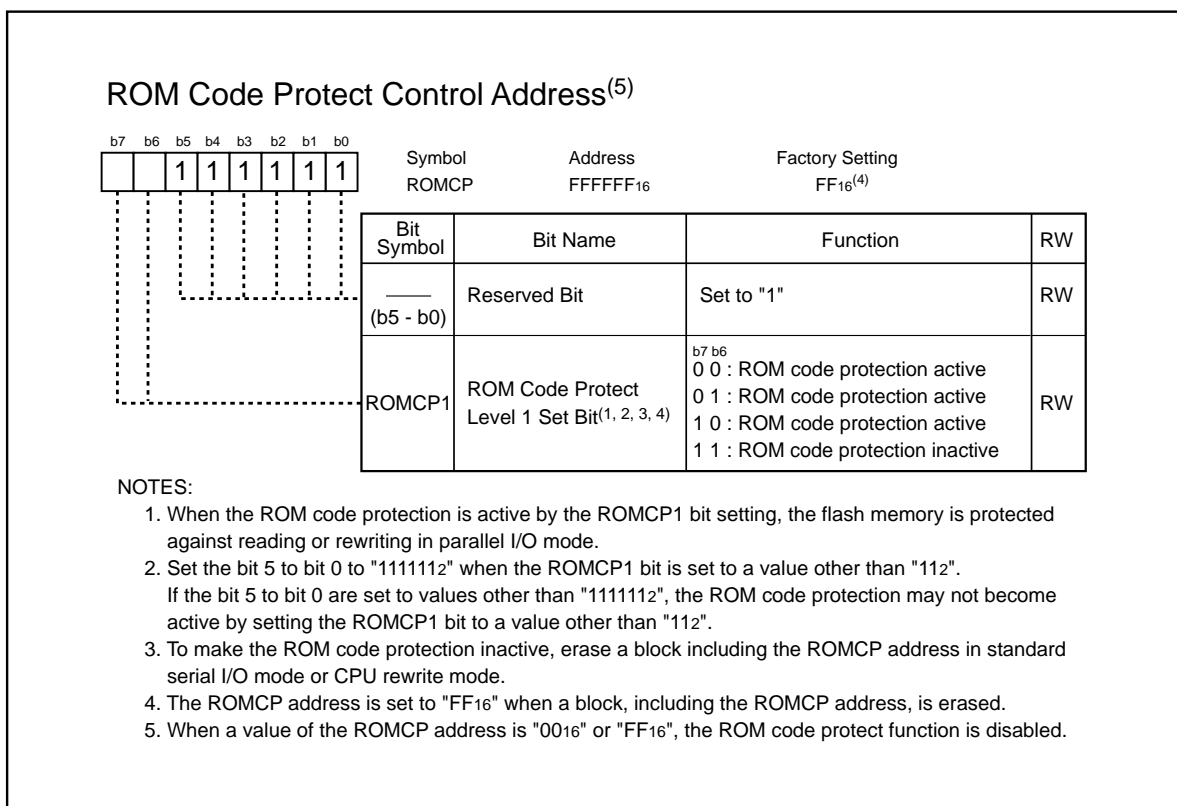 ROM Code Protect Control Address(5)
b7 b6 b5 b4 b3 b2 b1 b0
1 1 1 1 1 1
Symbol Address Factory Setting
ROMCP FFFFFF16 FF16(4)
Bit Symbol Bit Name Function RW
(b5 - b0) Reserved Bit Set to "1" RW
ROMCP1 ROM Code Protect Level 1 Set Bit(1, 2, 3, 4) RW
b7 b6
0 0 : ROM code protection active
0 1 : ROM code protection active
1 0 : ROM code protection active
1 1 : ROM code protection inactive
NOTES:
1. When the ROM code protection is active by the ROMCP1 bit setting, the flash memory is protected
against reading or rewriting in parallel I/O mode.
2. Set the bit 5 to bit 0 to "1111112" when the ROMCP1 bit is set to a value other than "112".
If the bit 5 to bit 0 are set to values other than "1111112", the ROM code protection may not become
active by setting the ROMCP1 bit to a value other than "112".
3. To make the ROM code protection inactive, erase a block including the ROMCP address in standard
serial I/O mode or CPU rewrite mode.
4. The ROMCP address is set to "FF16" when a block, including the ROMCP address, is erased.
5. When a value of the ROMCP address is "0016" or "FF16", the ROM code protect function is disabled.